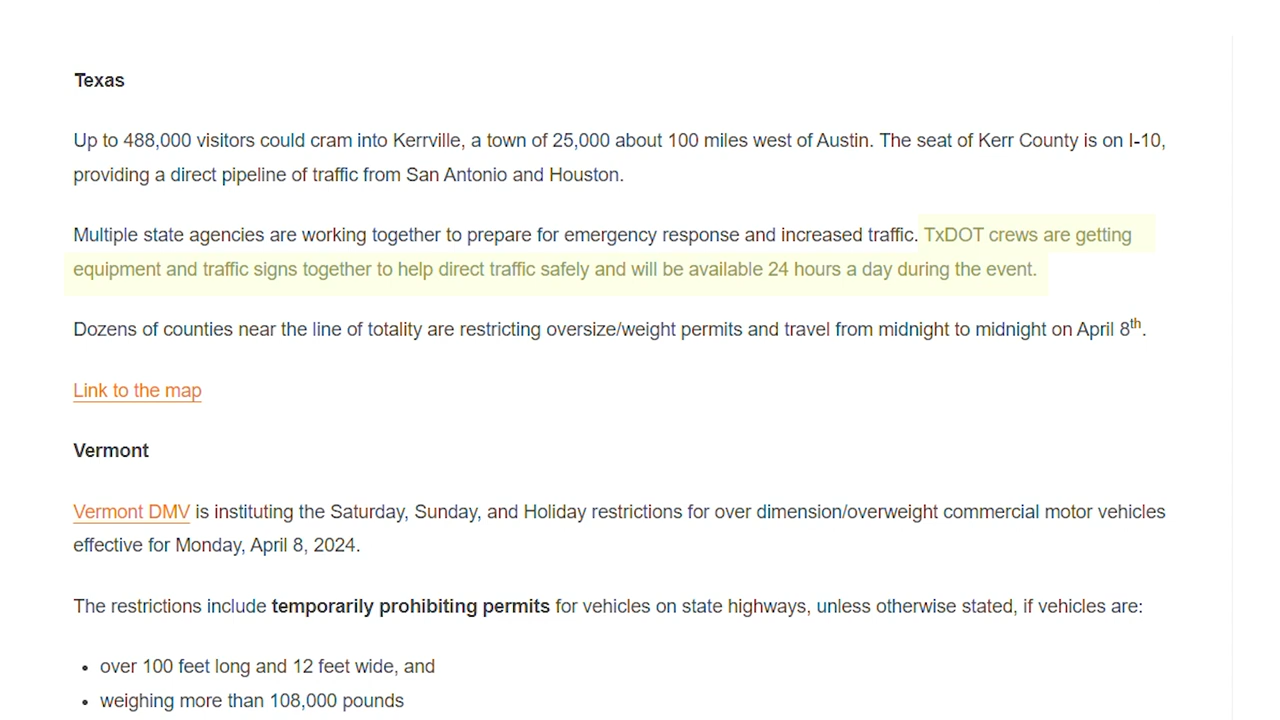 Texas
Up to 488,000 visitors could cram into Kerrville, a town of 25,000 about 100 miles west of Austin. The seat of Kerr County is on I-10,
providing a direct pipeline of traffic from San Antonio and Houston.
Multiple state agencies are working together to prepare for emergency response and increased traffic. TxDOT crews are getting
equipment and traffic signs together to help direct traffic safely and will be available 24 hours a day during the event.
Dozens of counties near the line of totality are restricting oversize/weight permits and travel from midnight to midnight on April 8th.
Link to the map
Vermont
Vermont DMV is instituting the Saturday, Sunday, and Holiday restrictions for over dimension/overweight commercial motor vehicles
effective for Monday, April 8, 2024.
The restrictions include temporarily prohibiting permits for vehicles on state highways, unless otherwise stated, if vehicles are:
• over 100 feet long and 12 feet wide, and
• weighing more than 108,000 pounds